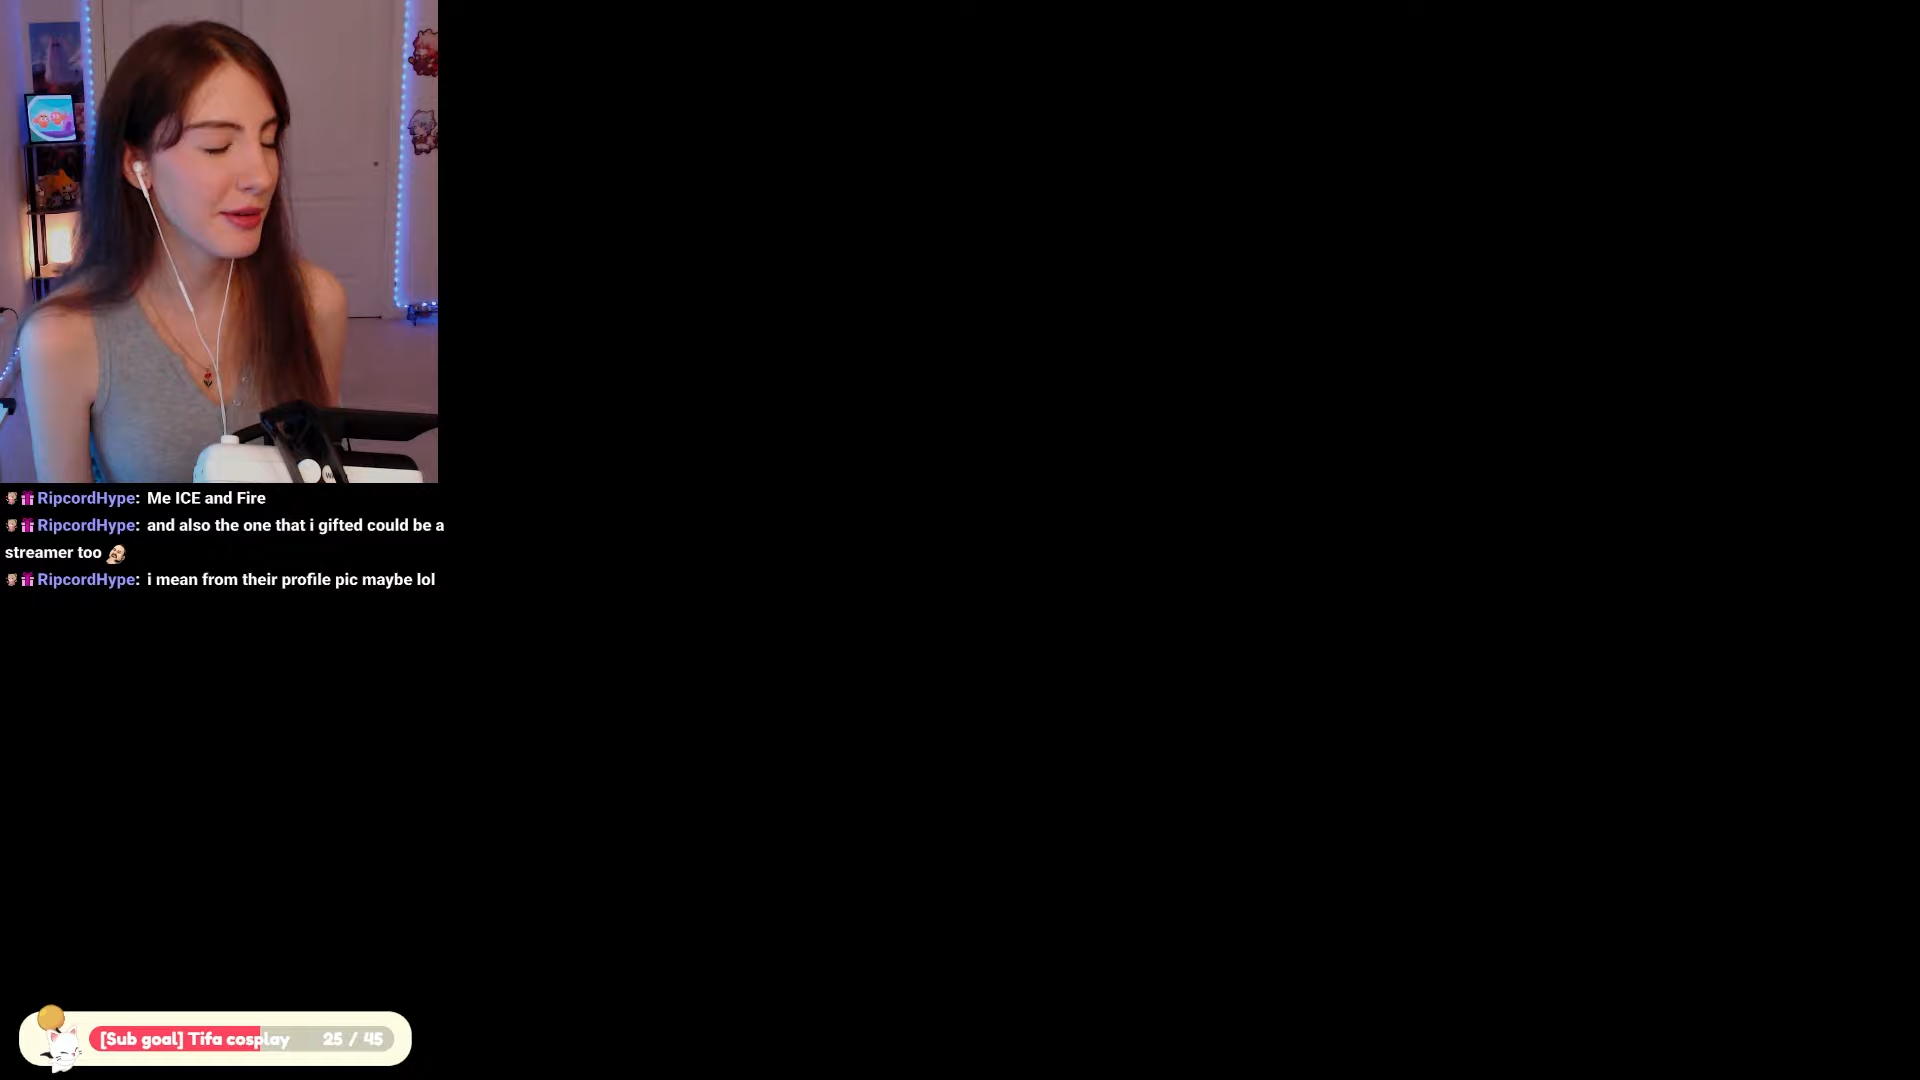 RipcordHype: Me ICE and Fire
RipcordHype: and also the one that i gifted could be a
streamer too
RipcordHype: i mean from their profile pic maybe lol
[Sub goal] Tifa cosplay 25 / 45